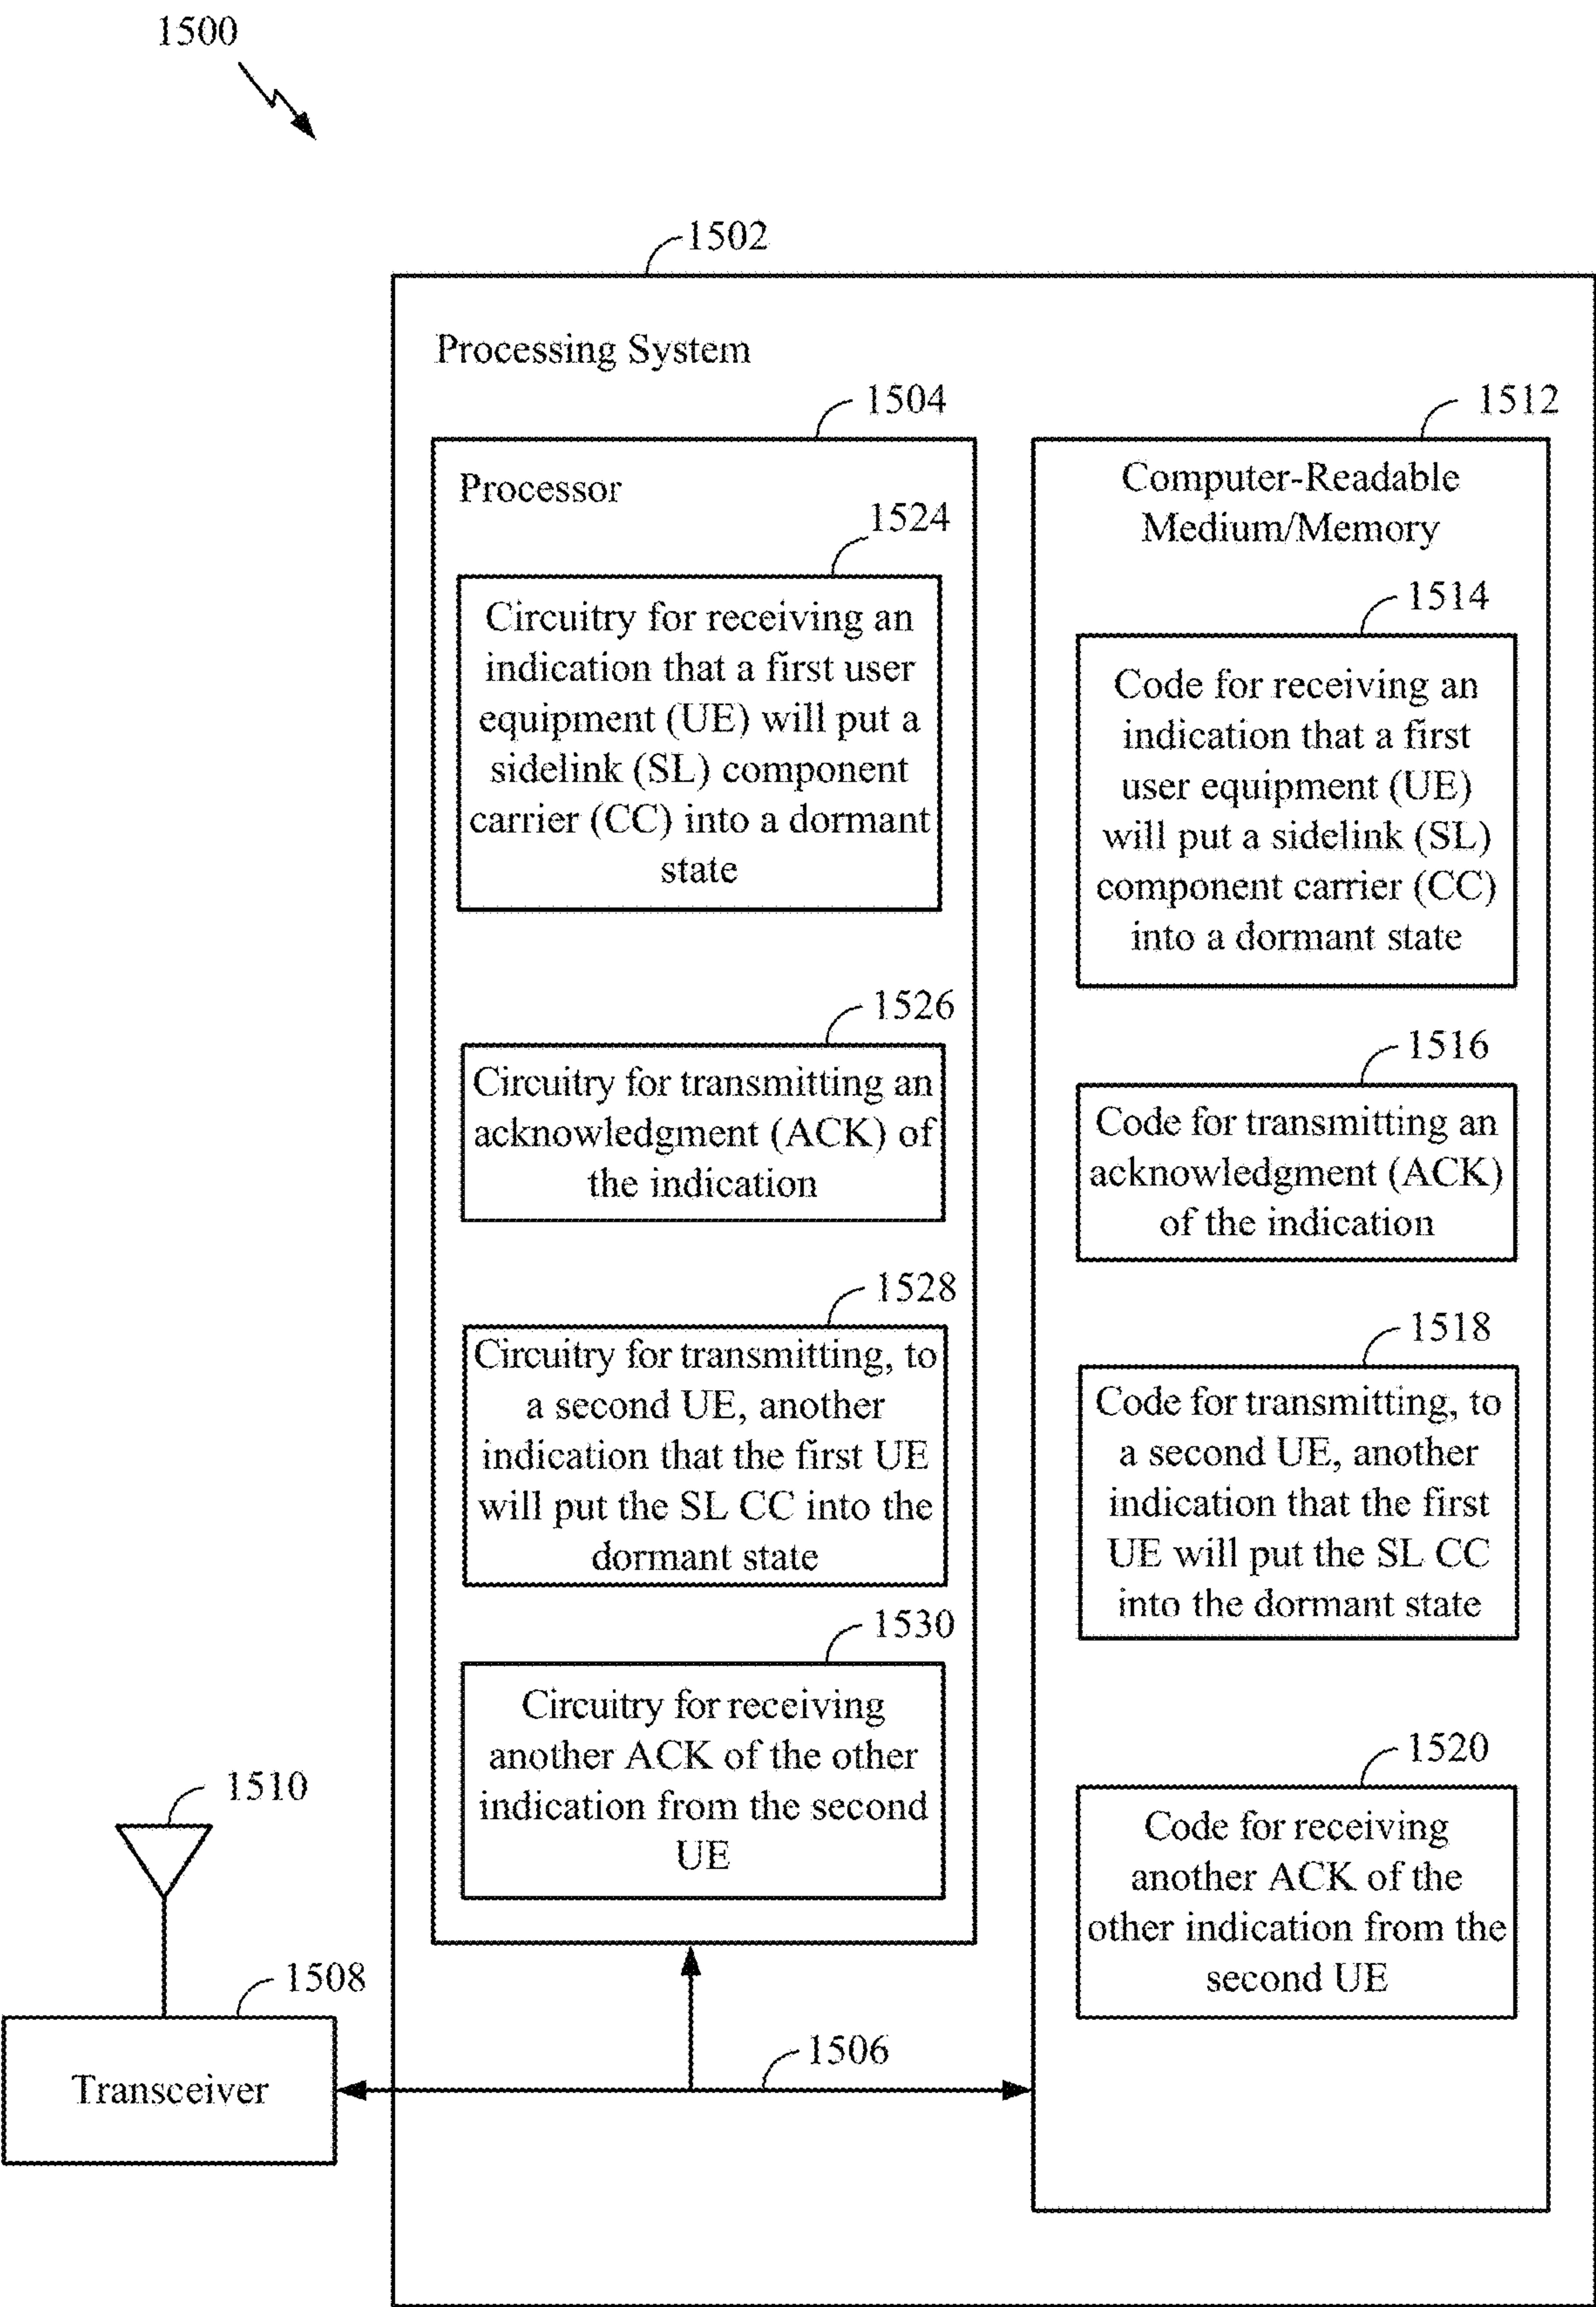 1500
1502
Processing System
1504
Processor
1524
Circuitry for receiving an
indication that a first user
equipment (UE) will put a
sidelink (SL) component
carrier (CC) into a dormant
state
1526
Circuitry for transmitting an
acknowledgment (ACK) of
the indication
1528
Circuitry for transmitting, to
a second UE, another
indication that the first UE
will put the SL CC into the
dormant state
1530
Circuitry for receiving
another ACK of the other
indication from the second
UE
1512
Computer-Readable
Medium/Memory
1514
Code for receiving an
indication that a first
user equipment (UE)
will put a sidelink (SL)
component carrier (CC)
into a dormant state
1516
Code for transmitting an
acknowledgment (ACK)
of the indication
1518
Code for transmitting, to
a second UE, another
indication that the first
UE will put the SL CC
into the dormant state
1520
Code for receiving
another ACK of the
other indication from the
second UE
1510
1508
Transceiver
1506